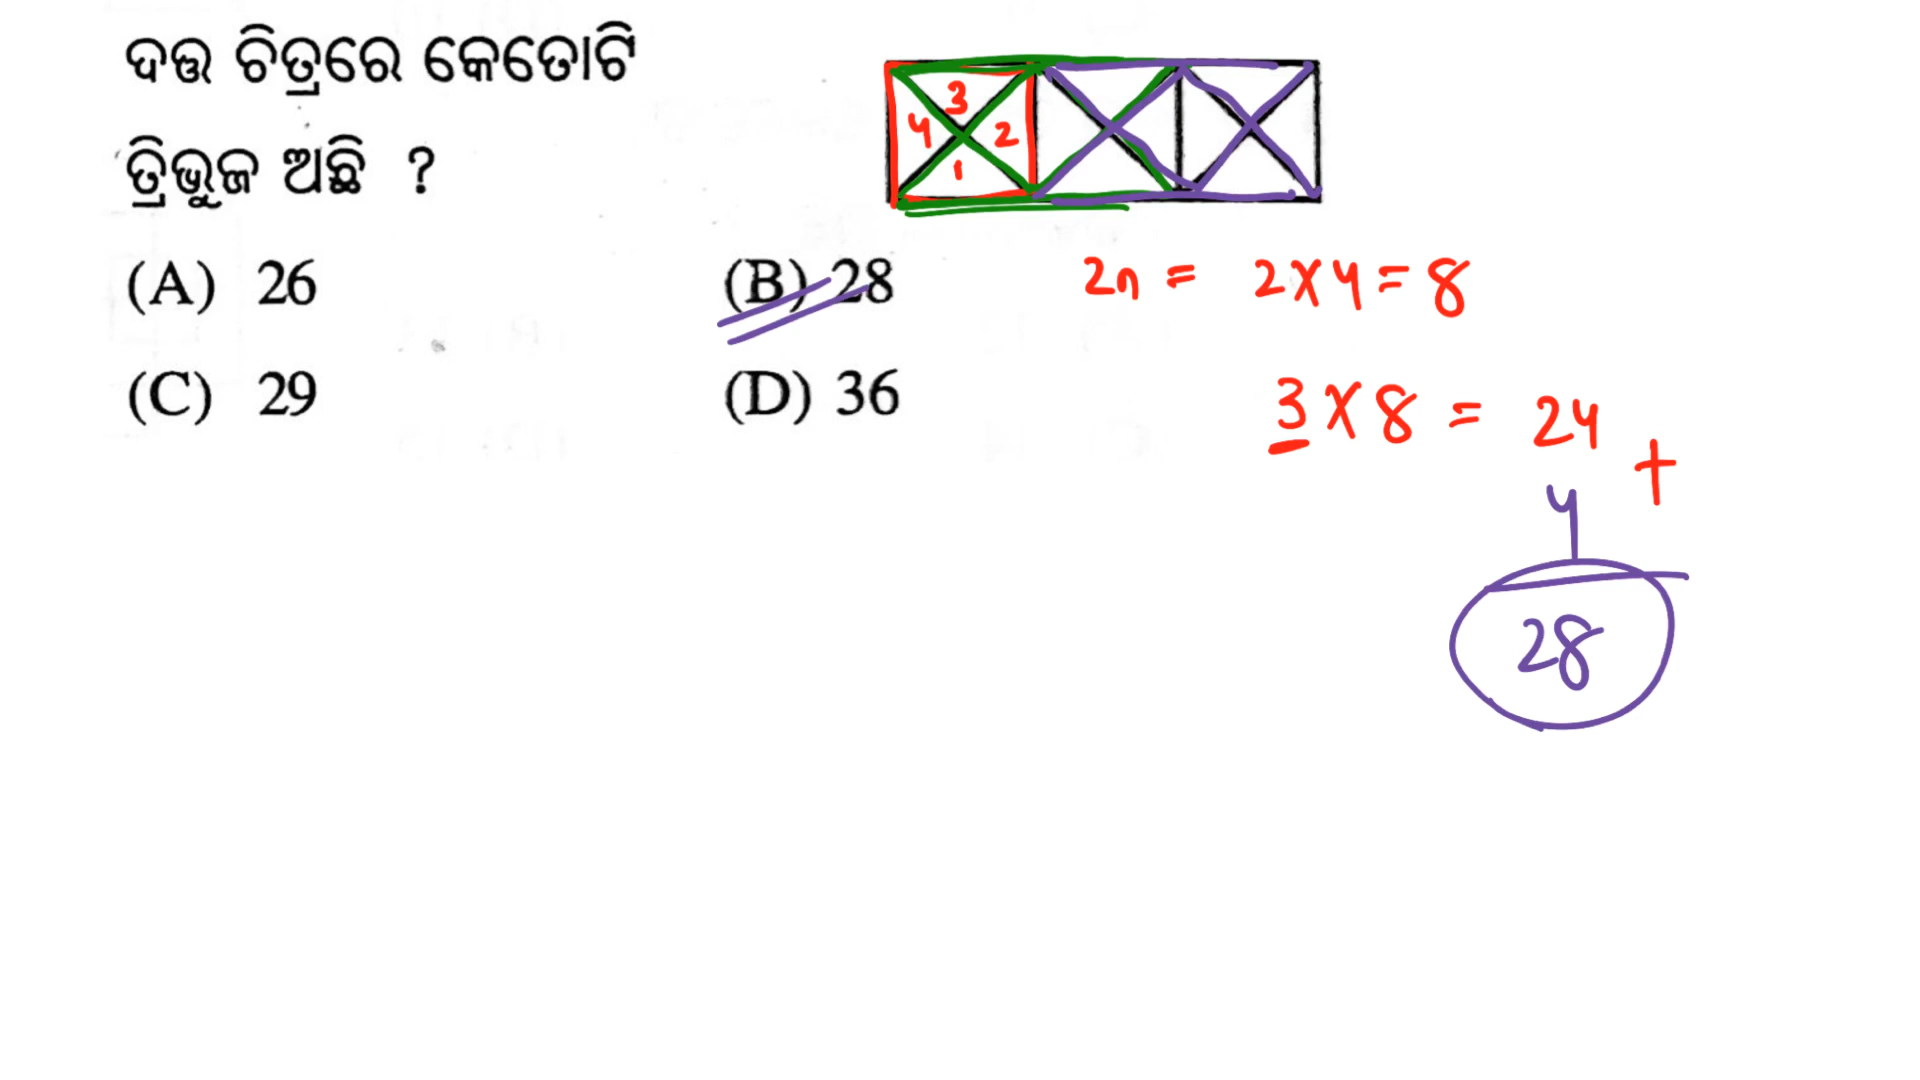 ଦତ୍ତ ଚିତ୍ରରେ କେତୋଟି
ତ୍ରିଭୁଜ ଅଛି ?
(A) 26
(B) 28
(C) 29
(D) 36
3
4 2
1
2n = 2×4=8
3×8 = 24
+
4
28